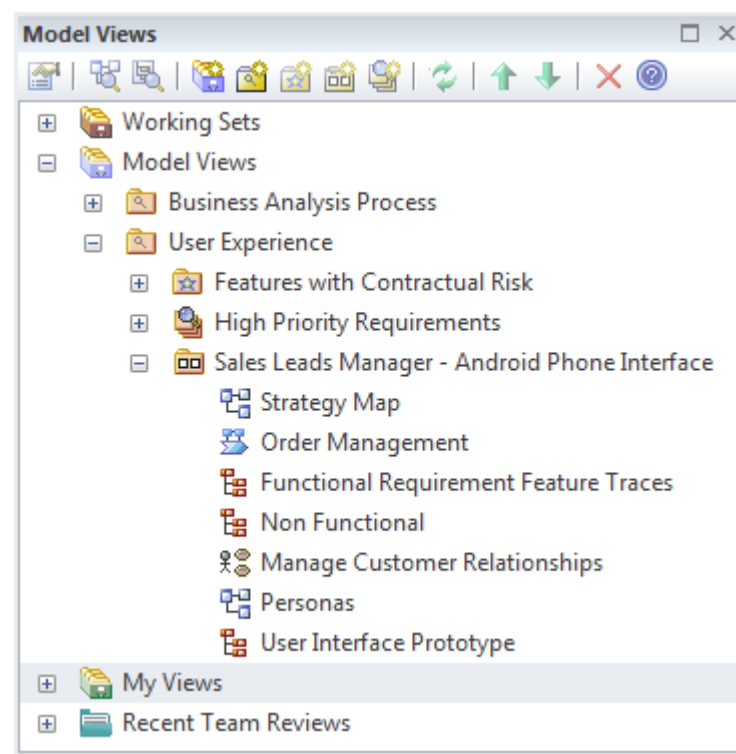 Model Views
Working Sets
Model Views
Business Analysis Process
User Experience
Features with Contractual Risk
High Priority Requirements
Sales Leads Manager - Android Phone Interface
Strategy Map
Order Management
Functional Requirement Feature Traces
Non Functional
Manage Customer Relationships
Personas
User Interface Prototype
My Views
Recent Team Reviews